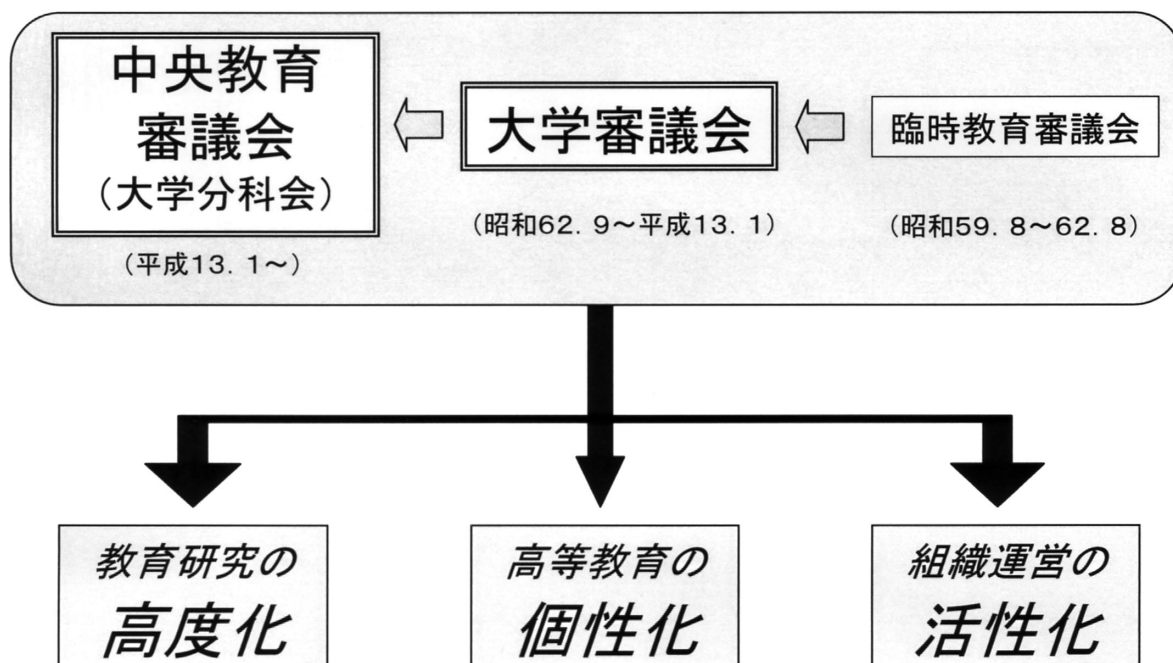 中央教育
審議会
（大学分科会）
（平成13．1～）
大学審議会
（昭和62．9～平成13．1）
臨時教育審議会
（昭和59．8～62．8）
教育研究の
高度化
高等教育の
個性化
組織運営の
活性化